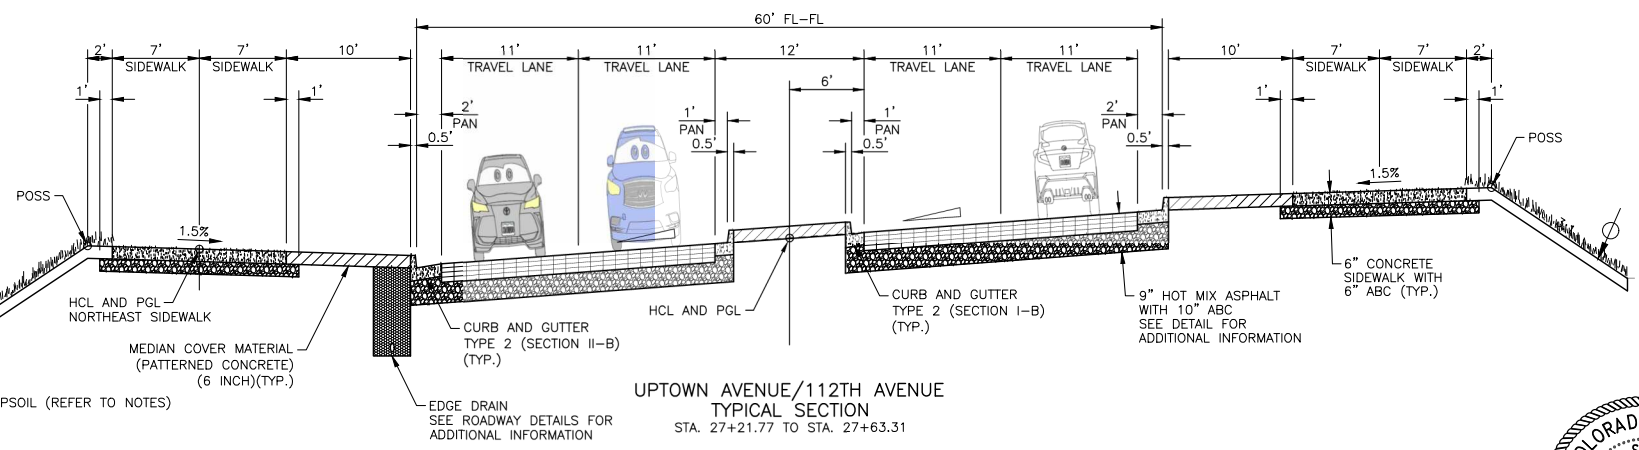 60' FL-FL
2'
7'
7'
10'
11'
11'
12'
11'
11'
10'
7'
7'
2'
SIDEWALK
SIDEWALK
TRAVEL LANE
TRAVEL LANE
TRAVEL LANE
TRAVEL LANE
SIDEWALK
SIDEWALK
6'
1'
1'
1'
1'
2'
PAN
0.5'
1'
PAN
0.5'
1'
PAN
0.5'
2'
PAN
0.5'
POSS
POSS
1.5%
1.5%
HCL AND PGL
NORTHEAST SIDEWALK
MEDIAN COVER MATERIAL
(PATTERNED CONCRETE)
(6 INCH)(TYP.)
PSOIL (REFER TO NOTES)
CURB AND GUTTER
TYPE 2 (SECTION II-B)
(TYP.)
EDGE DRAIN
SEE ROADWAY DETAILS FOR
ADDITIONAL INFORMATION
HCL AND PGL
CURB AND GUTTER
TYPE 2 (SECTION I-B)
(TYP.)
9" HOT MIX ASPHALT
WITH 10" ABC
SEE DETAIL FOR
ADDITIONAL INFORMATION
6" CONCRETE
SIDEWALK WITH
6" ABC (TYP.)
UPTOWN AVENUE/112TH AVENUE
TYPICAL SECTION
STA. 27+21.77 TO STA. 27+63.31
OLORAD